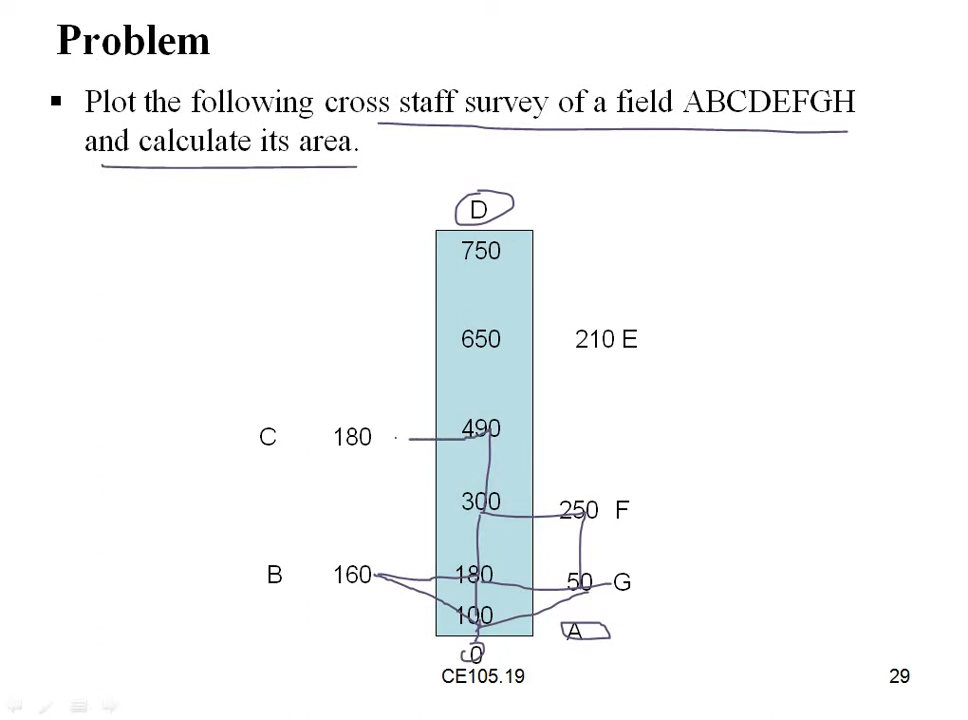 Problem
▪ Plot the following cross staff survey of a field ABCDEFGH
and calculate its area.
D
750
650 210 E
C 180 490
300 250 F
B 160 180 50 G
100
A
0
CE105.19 29